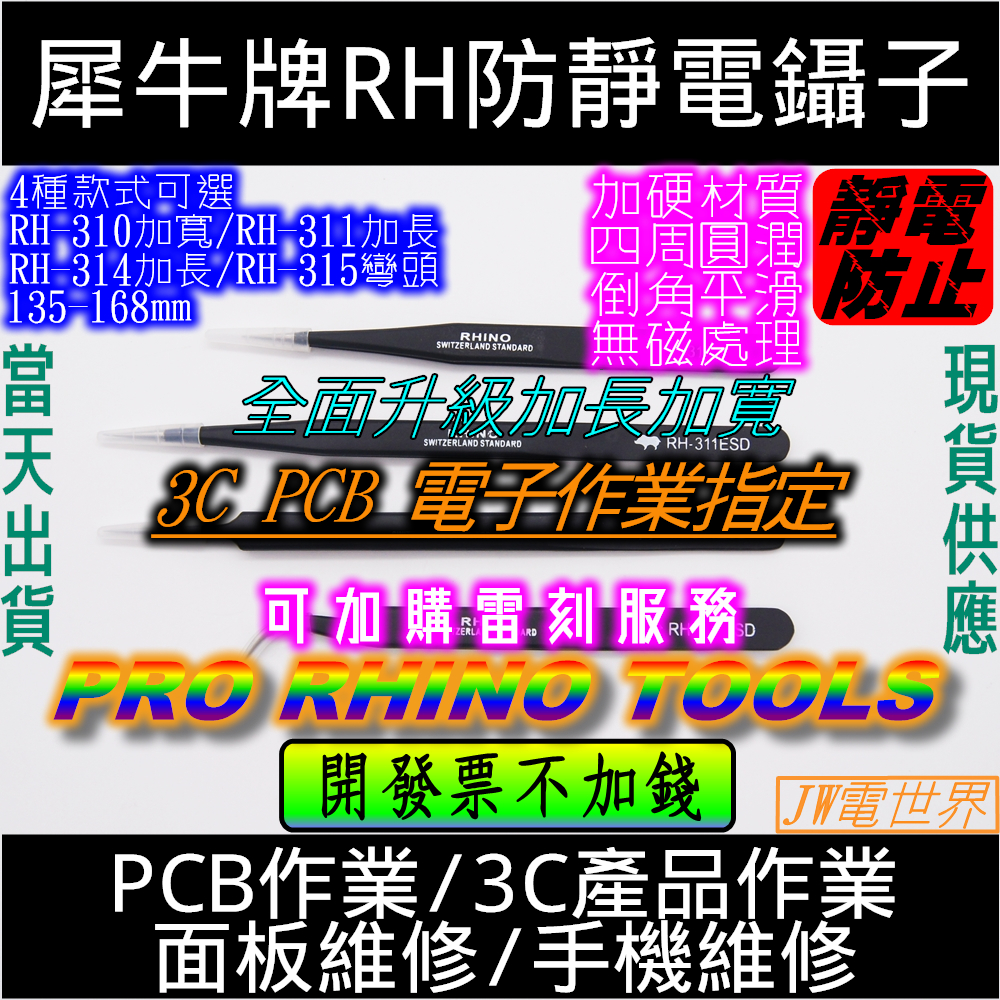 犀牛牌RH防靜電鑷子
4種款式可選
RH-310加寬/RH-311加長
RH-314加長/RH-315彎頭
135-168mm
加硬材質
四周圓潤
倒角平滑
無磁處理
靜電
防止
當天出貨
現貨供應
RHINO
SWITZERLAND STANDARD
全面升級加長加寬
RHINO
SWITZERLAND STANDARD
RH-311ESD
3C PCB 電子作業指定
可加購雷刻服務
PRO RHINO TOOLS
開發票不加錢
JW電世界
PCB作業/3C產品作業
面板維修/手機維修